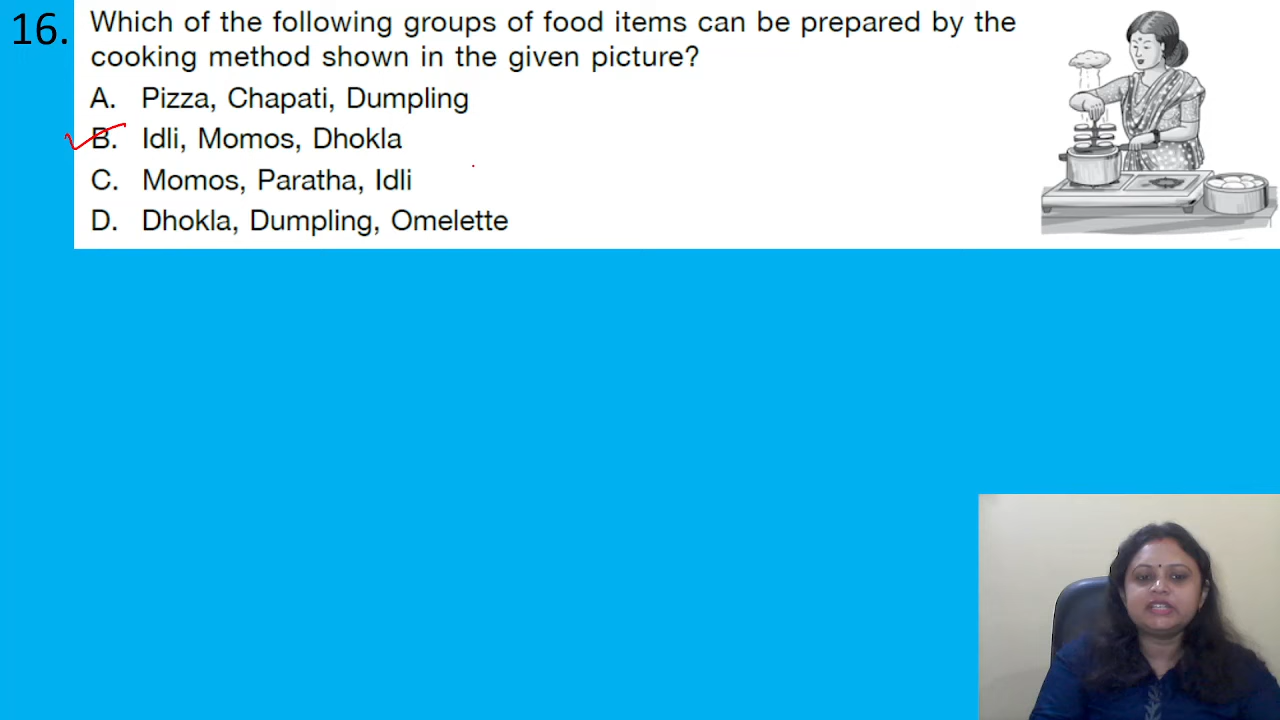 16. Which of the following groups of food items can be prepared by the
cooking method shown in the given picture?
A. Pizza, Chapati, Dumpling
B. Idli, Momos, Dhokla
C. Momos, Paratha, Idli
D. Dhokla, Dumpling, Omelette